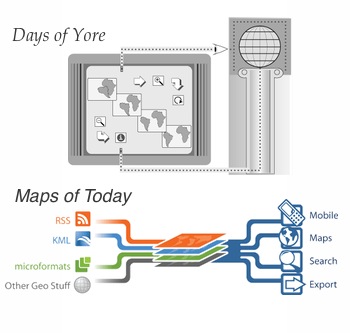 Days of Yore
Maps of Today
RSS
KML
microformats
Other Geo Stuff
Mobile
Maps
Search
Export